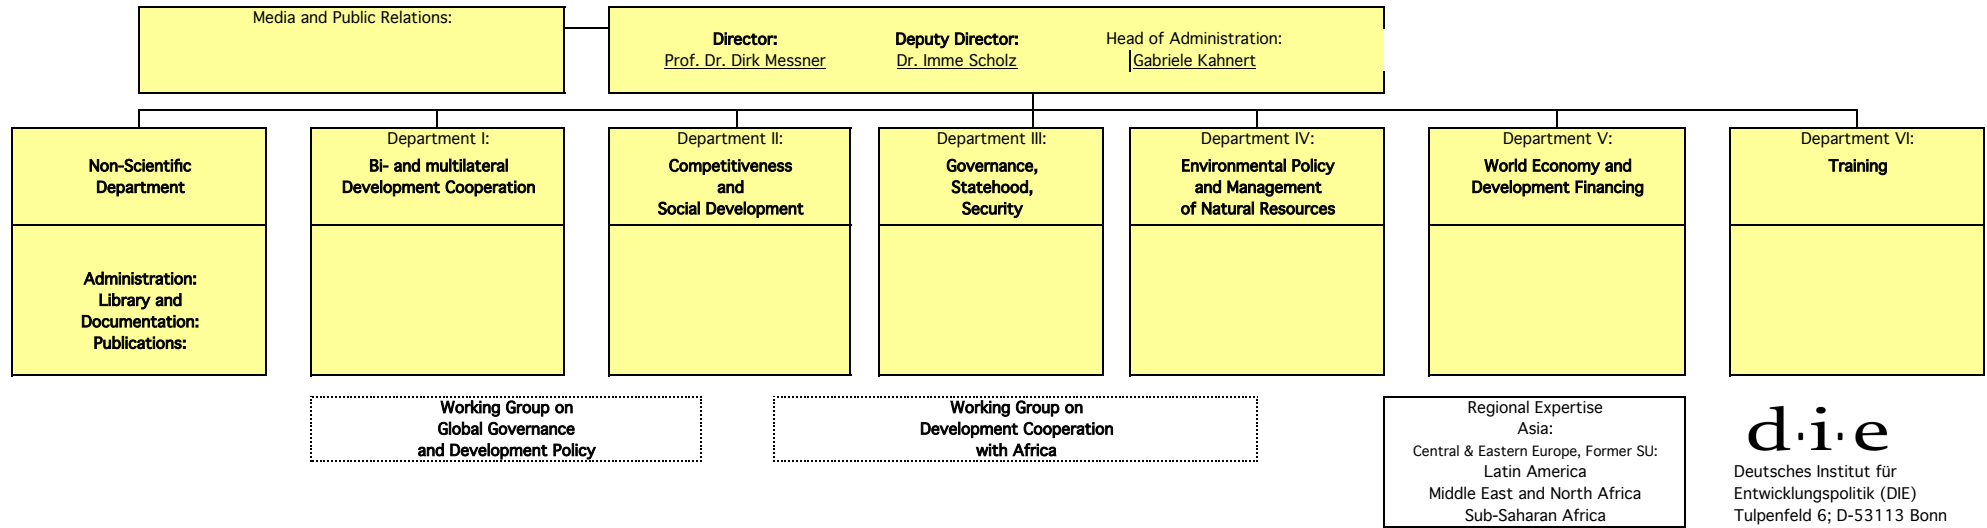 Media and Public Relations:
Director:
Prof. Dr. Dirk Messner
Deputy Director:
Dr. Imme Scholz
Head of Administration:
Gabriele Kahnert
Non-Scientific
Department
Administration:
Library and
Documentation:
Publications:
Department I:
Bi- and multilateral
Development Cooperation
Department II:
Competitiveness
and
Social Development
Department III:
Governance,
Statehood,
Security
Department IV:
Environmental Policy
and Management
of Natural Resources
Department V:
World Economy and
Development Financing
Department VI:
Training
Working Group on
Global Governance
and Development Policy
Working Group on
Development Cooperation
with Africa
Regional Expertise
Asia:
Central & Eastern Europe, Former SU:
Latin America
Middle East and North Africa
Sub-Saharan Africa
d·i·e
Deutsches Institut für
Entwicklungspolitik (DIE)
Tulpenfeld 6; D-53113 Bonn